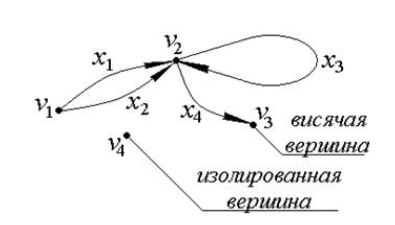 v₂
x₁
x₃
v₁
x₂
x₄
v₃
висячая
вершина
v₄
изолированная
вершина